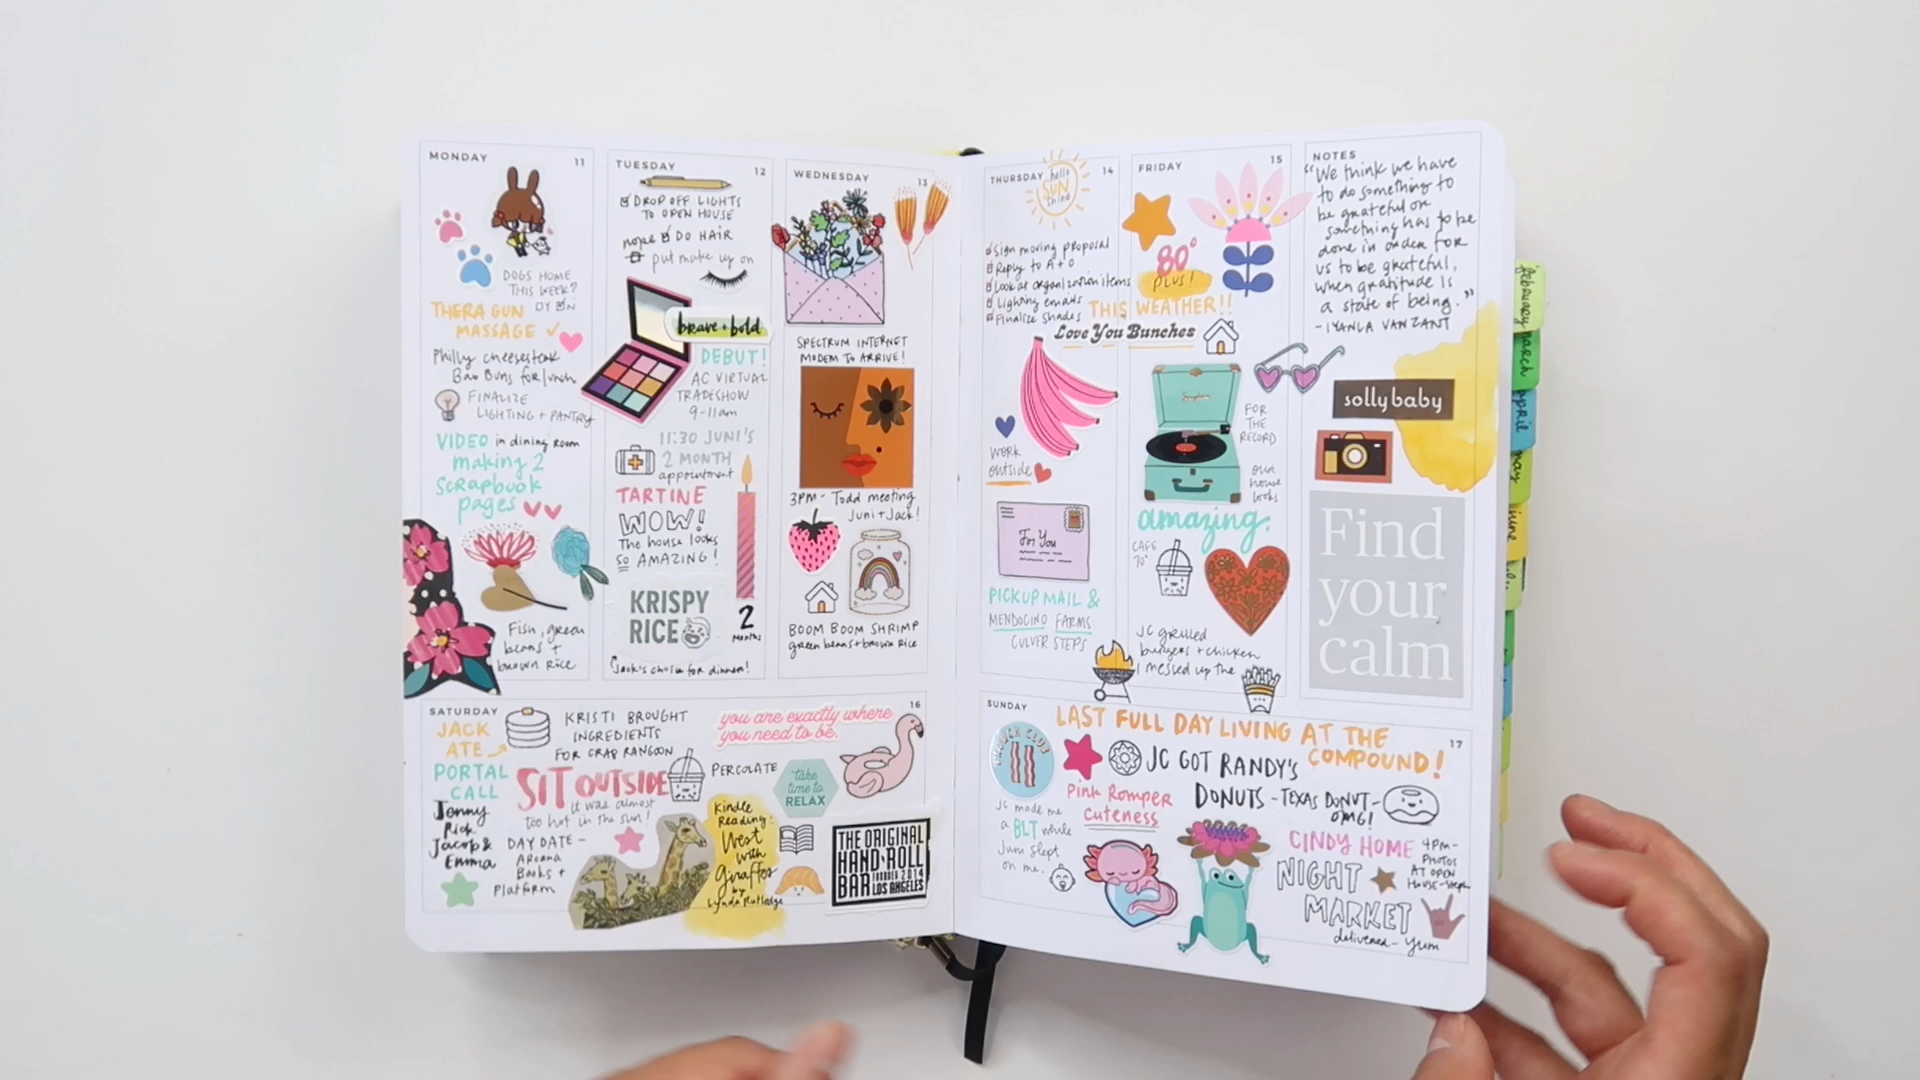 MONDAY 11
DOGS HOME
THIS WEEK?
THERA GUN
MASSAGE ✓
Philly cheesesteak
Bao Buns for lunch
FINALIZE
LIGHTING + PANTRY
VIDEO in dining room
making 2
scrapbook
pages
Fish, green
beans +
brown rice
TUESDAY 12
DROP OFF LIGHTS
TO OPEN HOUSE
nope DO HAIR
put make up on
brave + bold
DEBUT!
AC VIRTUAL
TRADESHOW
9-11am
11:30 JUNI'S
2 MONTH
appointment
TARTINE
WOW!
The house looks
SO AMAZING!
KRISPY
RICE
2
Months
Jack's choice for dinner!
WEDNESDAY 13
SPECTRUM INTERNET
MODEM TO ARRIVE!
3PM - Todd meeting
Juni + Jack!
BOOM BOOM SHRIMP
green beans + brown Rice
THURSDAY 14
hello
SUN
shine
Sign moving proposal
Reply to A + O
Look at organization items
Lighting emails
Finalize Shades
Love You Bunches
work
outside
For You
PICK UP MAIL &
MENDOCINO FARMS
CULVER STEPS
FRIDAY 15
80°
plus!
THIS WEATHER!!
FOR
THE
RECORD
our
house
looks
amazing.
CAFE
JC grilled
burgers + chicken
I messed up the
NOTES
"We think we have
to do something to
be grateful or
something has to be
done in order for
us to be grateful,
when gratitude is
a state of being."
- IYANLA VANZANT
sollybaby
Find
your
calm
SATURDAY 16
JACK
ATE
PORTAL
CALL
Jonny
Rick
Jacob &
Emma
KRISTI BROUGHT
INGREDIENTS
FOR CRAB RANGOON
SIT OUTSIDE
it was almost
too hot in the sun!
DAY DATE -
Arcana
Books +
Platform
you are exactly where
you need to be.
PERCOLATE
take
time to
RELAX
Kindle
Reading:
West
with
Giraffes
by
Lynda Rutledge
THE ORIGINAL
HAND ROLL
BAR FOUNDED 2014
LOS ANGELES
SUNDAY 17
LAST FULL DAY LIVING AT THE
COMPOUND!
JC GOT RANDY'S
DONUTS - TEXAS DONUT -
OMG!
Pink Romper
Cuteness
JC made me
a BLT while
Juni slept
on me.
CINDY HOME
NIGHT
MARKET
delivered - yum
4PM -
PHOTOS
AT OPEN
february
march
april
may
june